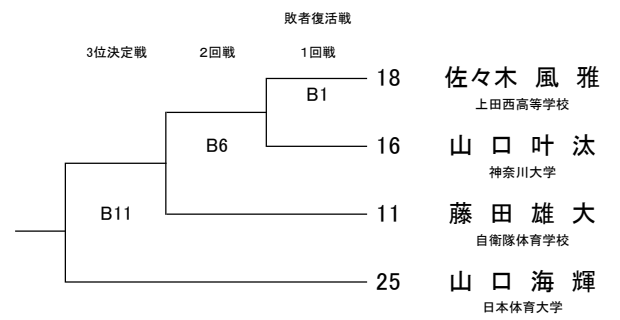 敗者復活戦
3位決定戦 2回戦 1回戦
18 佐々木 風 雅
B1
上田西高等学校
B6
16 山 口 叶 汰
神奈川大学
B11
11 藤 田 雄 大
自衛隊体育学校
25 山 口 海 輝
日本体育大学